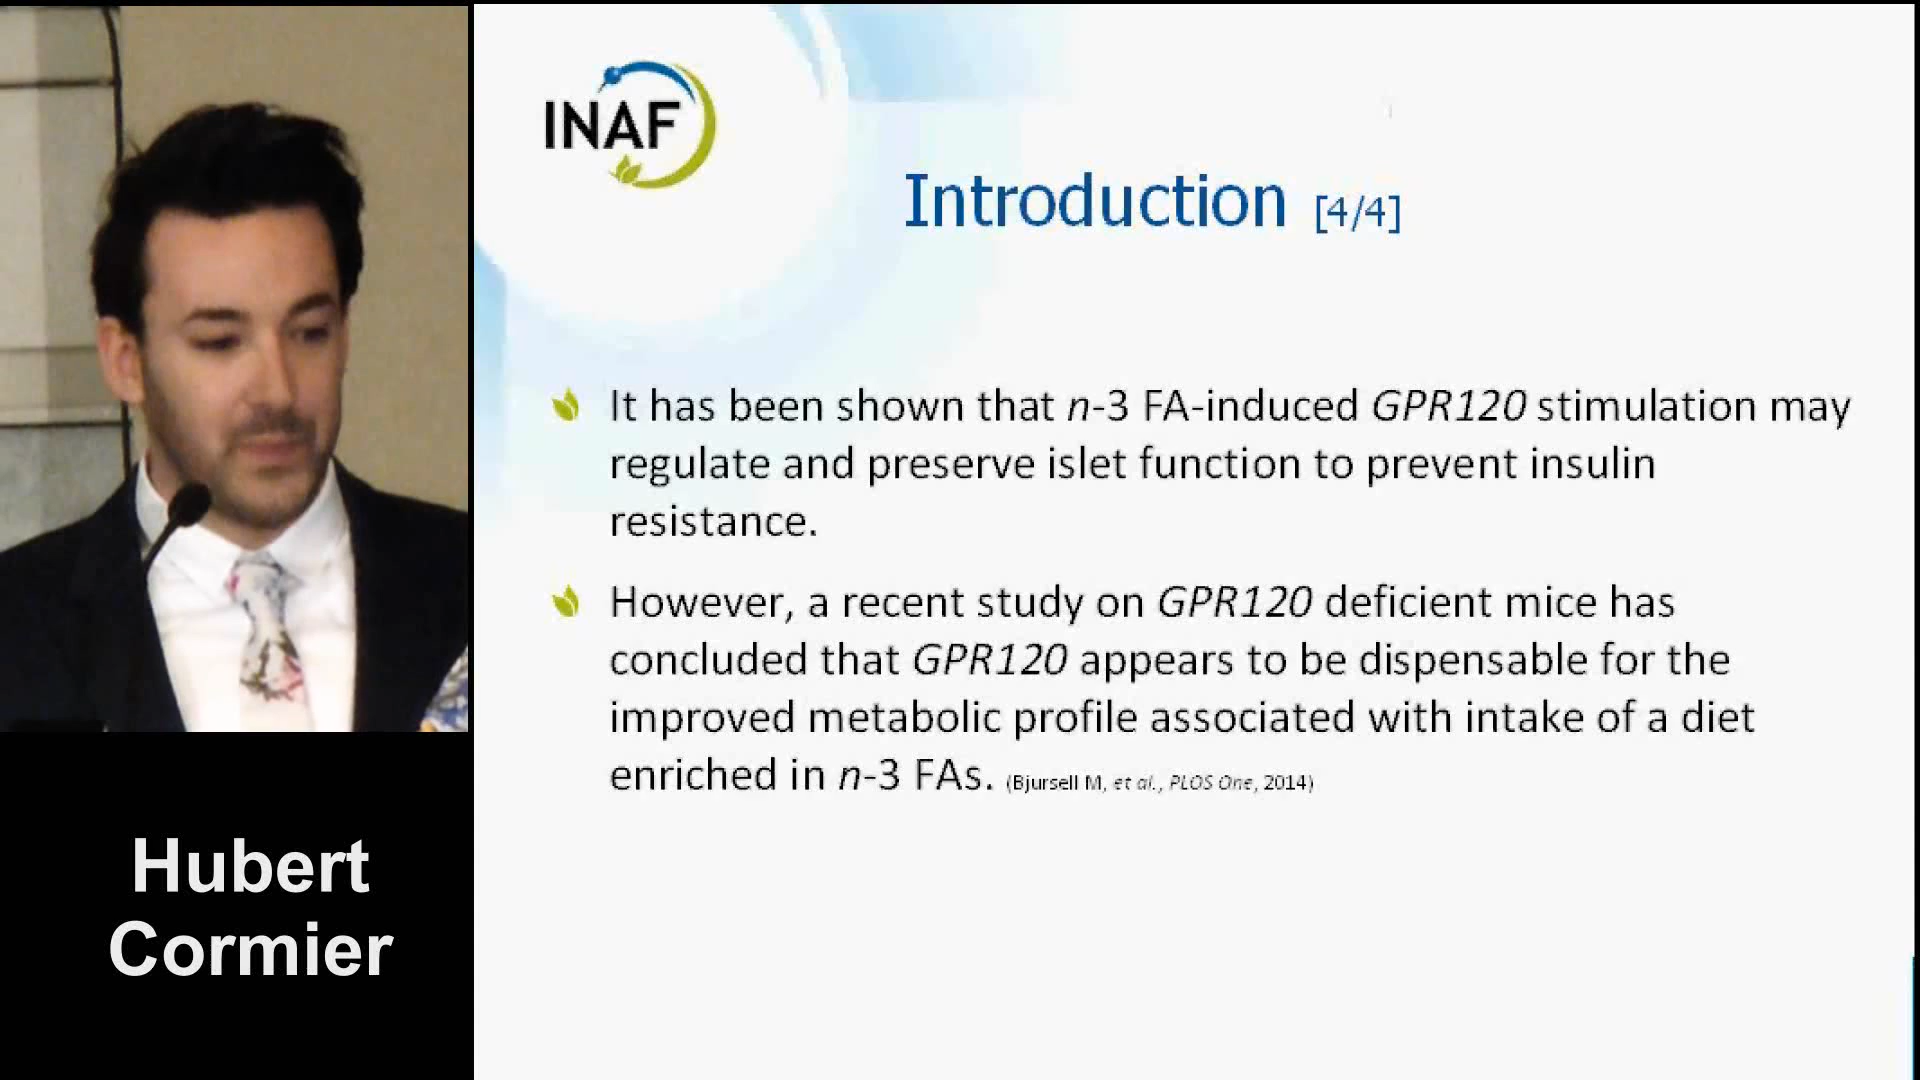 INAF
Introduction [4/4]
It has been shown that n-3 FA-induced GPR120 stimulation may
regulate and preserve islet function to prevent insulin
resistance.
However, a recent study on GPR120 deficient mice has
concluded that GPR120 appears to be dispensable for the
improved metabolic profile associated with intake of a diet
enriched in n-3 FAs. (Bjursell M, et al., PLOS One, 2014)
Hubert
Cormier